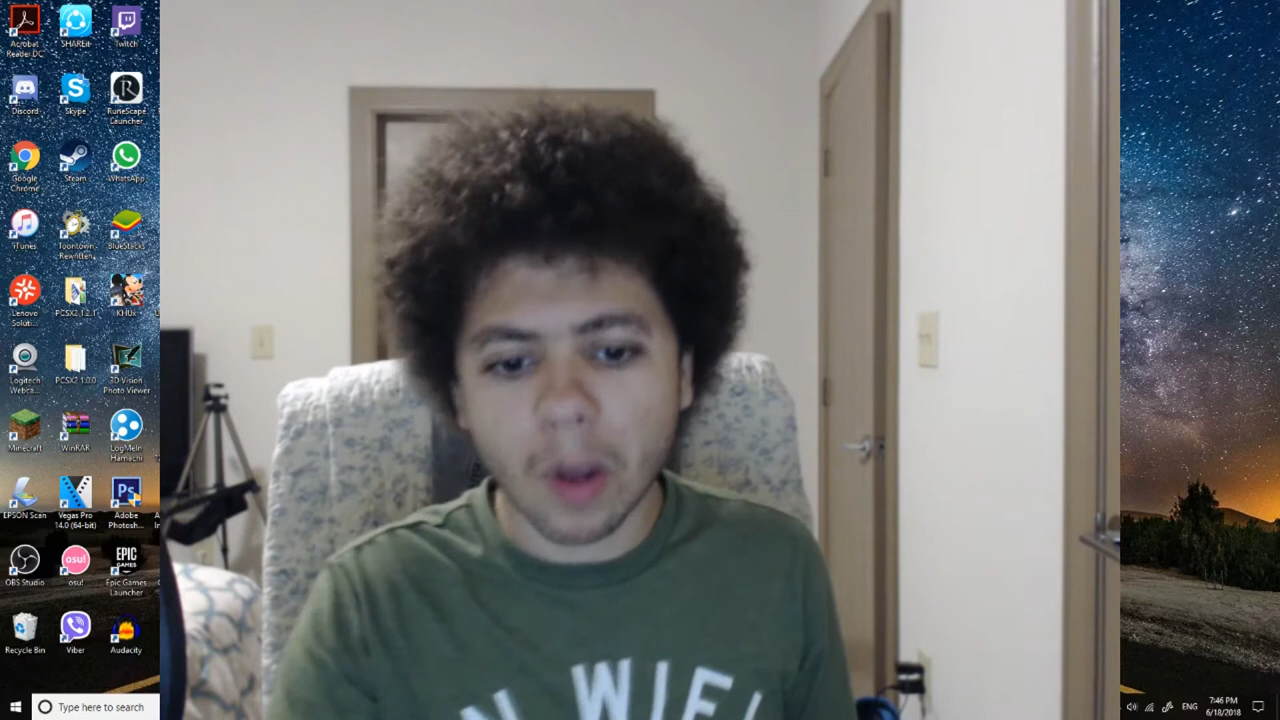 Acrobat
Reader DC
SHAREit
Twitch
Discord
Skype
RuneScape
Launcher
Google
Chrome
Steam
WhatsApp
iTunes
Toontown
Rewritten
BlueStacks
Lenovo
Soluti...
PCSX2 1.2.1
KHUx
Logitech
Webca...
PCSX2 1.0.0
3D Vision
Photo Viewer
Minecraft
WinRAR
LogMeIn
Hamachi
EPSON Scan
Vegas Pro
14.0 (64-bit)
Ps
Adobe
Photosh...
OBS Studio
osu!
osu!
EPIC
GAMES
Epic Games
Launcher
Recycle Bin
Viber
Audacity
Type here to search
ENG
7:46 PM
6/18/2018